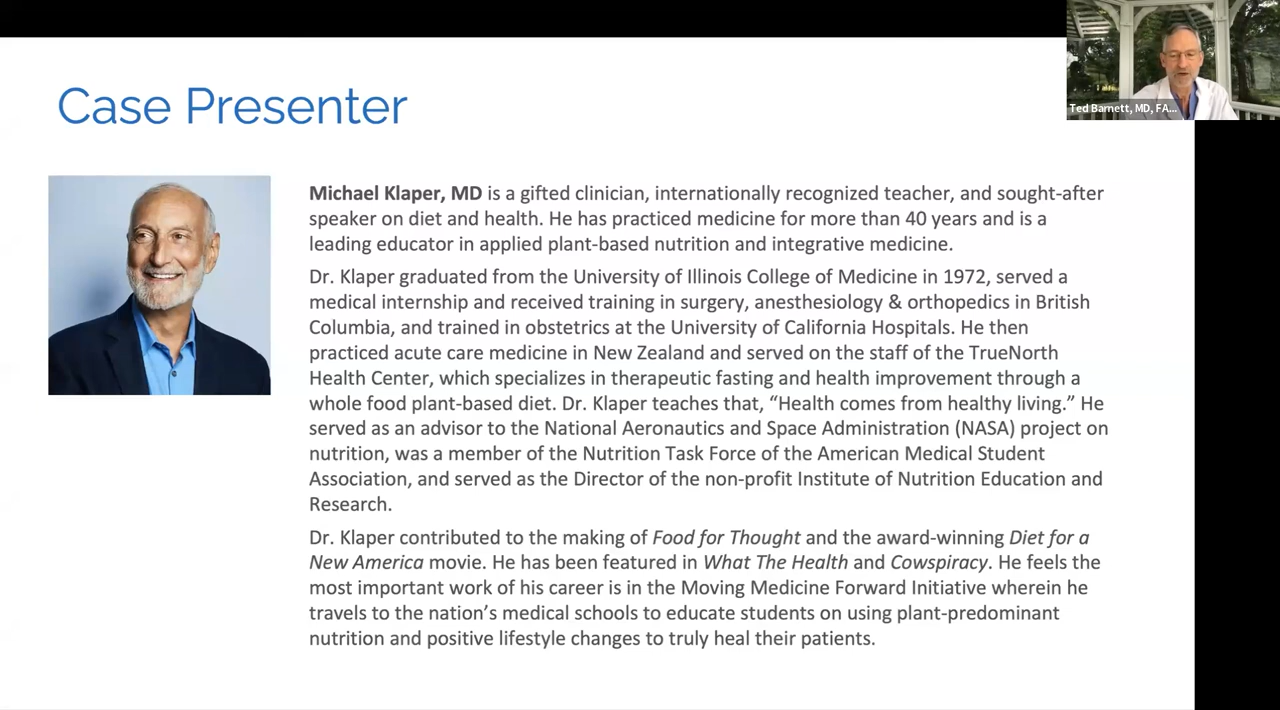 Case Presenter
Ted Barnett, MD, FA...
Michael Klaper, MD is a gifted clinician, internationally recognized teacher, and sought-after
speaker on diet and health. He has practiced medicine for more than 40 years and is a
leading educator in applied plant-based nutrition and integrative medicine.
Dr. Klaper graduated from the University of Illinois College of Medicine in 1972, served a
medical internship and received training in surgery, anesthesiology & orthopedics in British
Columbia, and trained in obstetrics at the University of California Hospitals. He then
practiced acute care medicine in New Zealand and served on the staff of the TrueNorth
Health Center, which specializes in therapeutic fasting and health improvement through a
whole food plant-based diet. Dr. Klaper teaches that, “Health comes from healthy living.” He
served as an advisor to the National Aeronautics and Space Administration (NASA) project on
nutrition, was a member of the Nutrition Task Force of the American Medical Student
Association, and served as the Director of the non-profit Institute of Nutrition Education and
Research.
Dr. Klaper contributed to the making of Food for Thought and the award-winning Diet for a
New America movie. He has been featured in What The Health and Cowspiracy. He feels the
most important work of his career is in the Moving Medicine Forward Initiative wherein he
travels to the nation’s medical schools to educate students on using plant-predominant
nutrition and positive lifestyle changes to truly heal their patients.